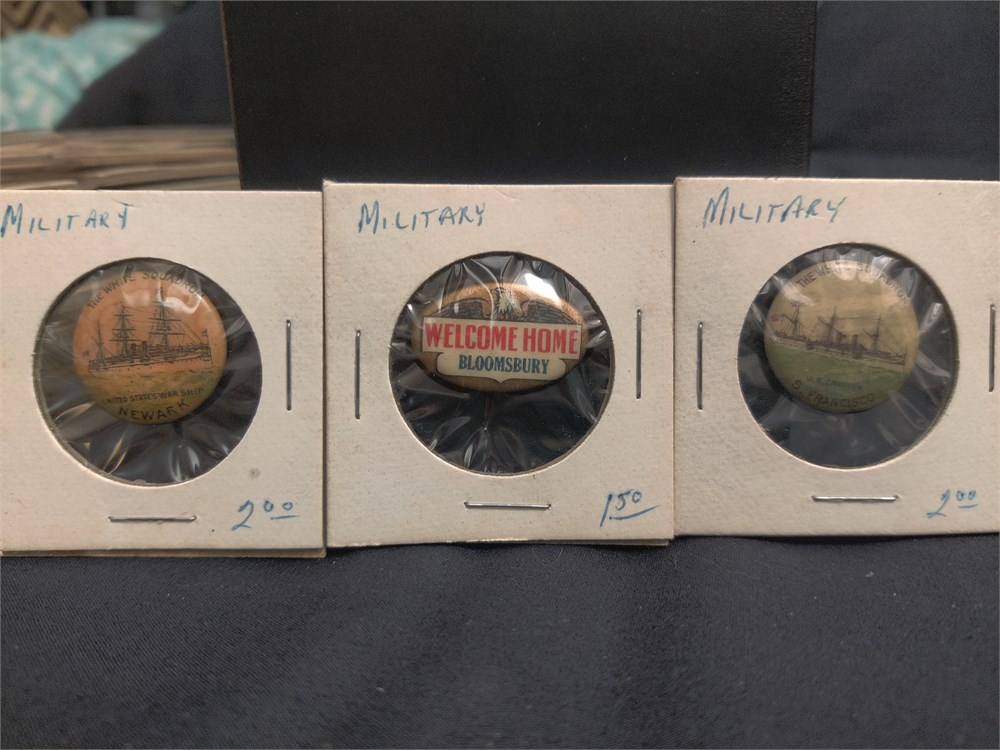 MILITARY
THE WHITE SQUADRON
UNITED STATES WAR SHIP
NEWARK
2.00
MILITARY
WELCOME HOME
BLOOMSBURY
1.50
MILITARY
THE WHITE SQUADRON
S. FRANCISCO
2.00